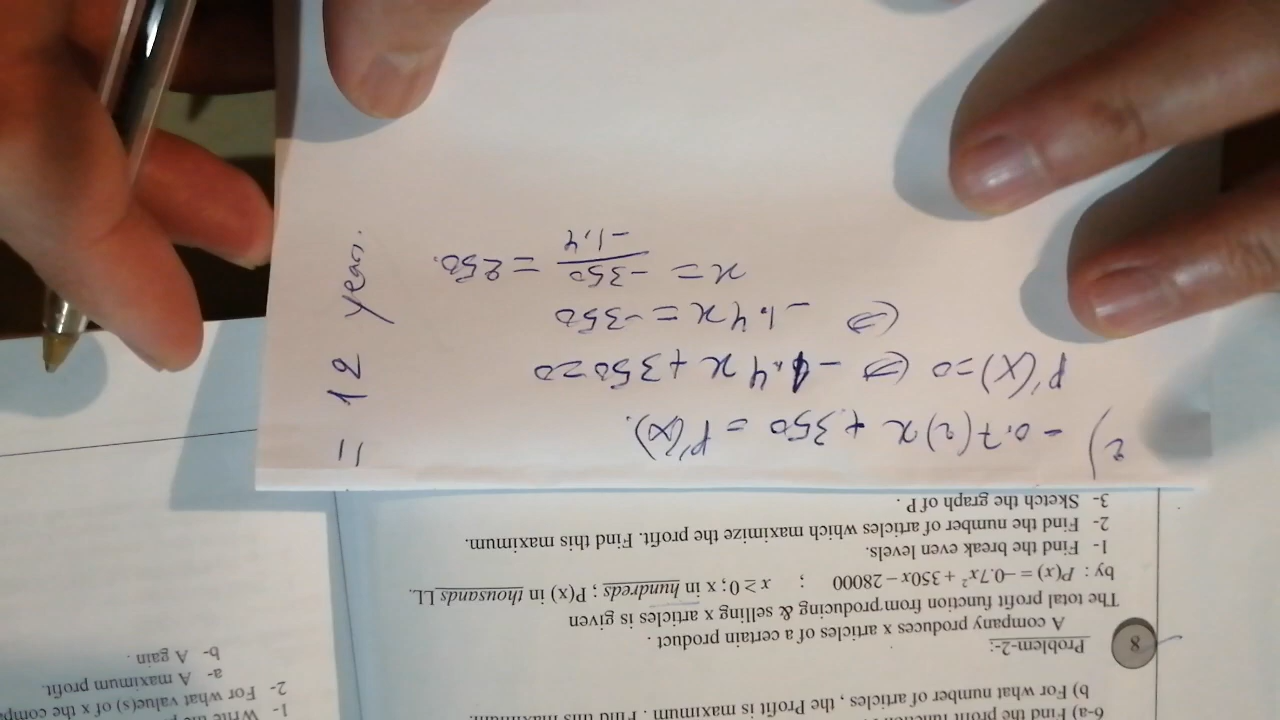 6-a) Find the profit
b) For what number of articles , the Profit is maximum . Find this maximum.
8
Problem-2-:
A company produces x articles of a certain product .
The total profit function from producing & selling x articles is given
by : P(x) = −0.7x² + 350x − 28000 ; x ≥ 0 ; x in hundreds ; P(x) in thousands LL.
1- Find the break even levels.
2- Find the number of articles which maximize the profit. Find this maximum.
3- Sketch the graph of P .
1- Write the
2- For what value(s) of x the
a- A maximum profit.
b- A gain .
2) -0.7(2)x + 350 = P'(x).
P'(x)=0 ⇔ -1.4x + 350=0
⇔ -1.4x = -350
x = -350/-1.4 = 250.
= 12 years.